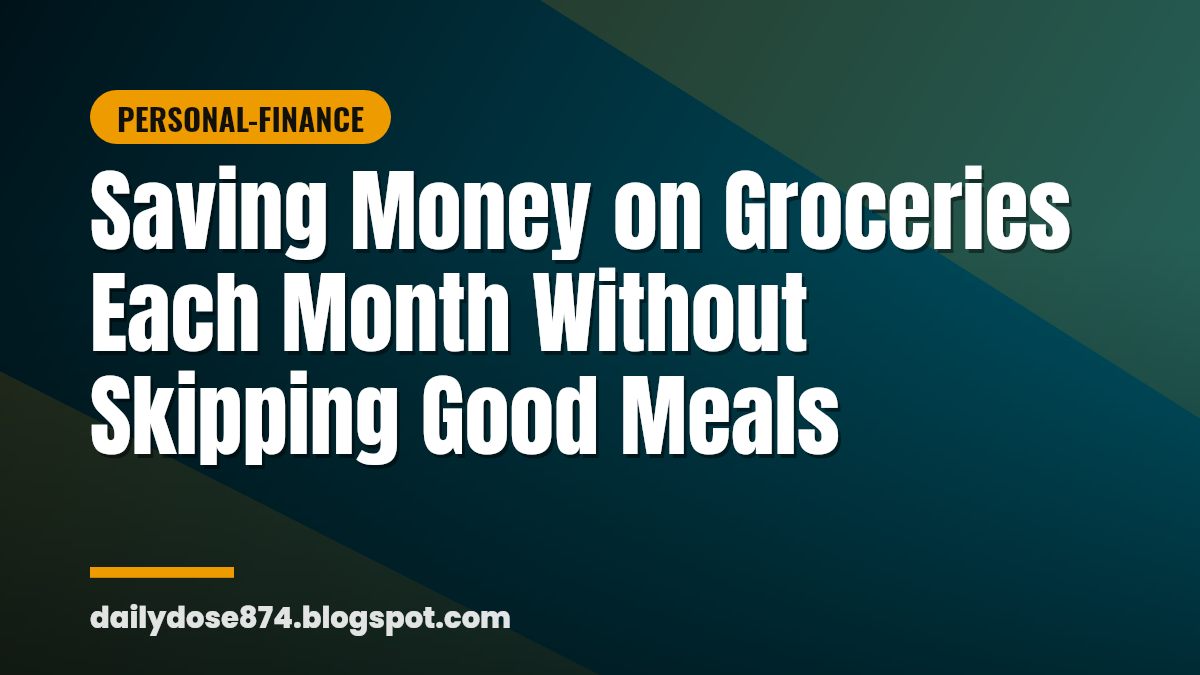 PERSONAL-FINANCE
Saving Money on Groceries
Each Month Without
Skipping Good Meals
dailydose874.blogspot.com